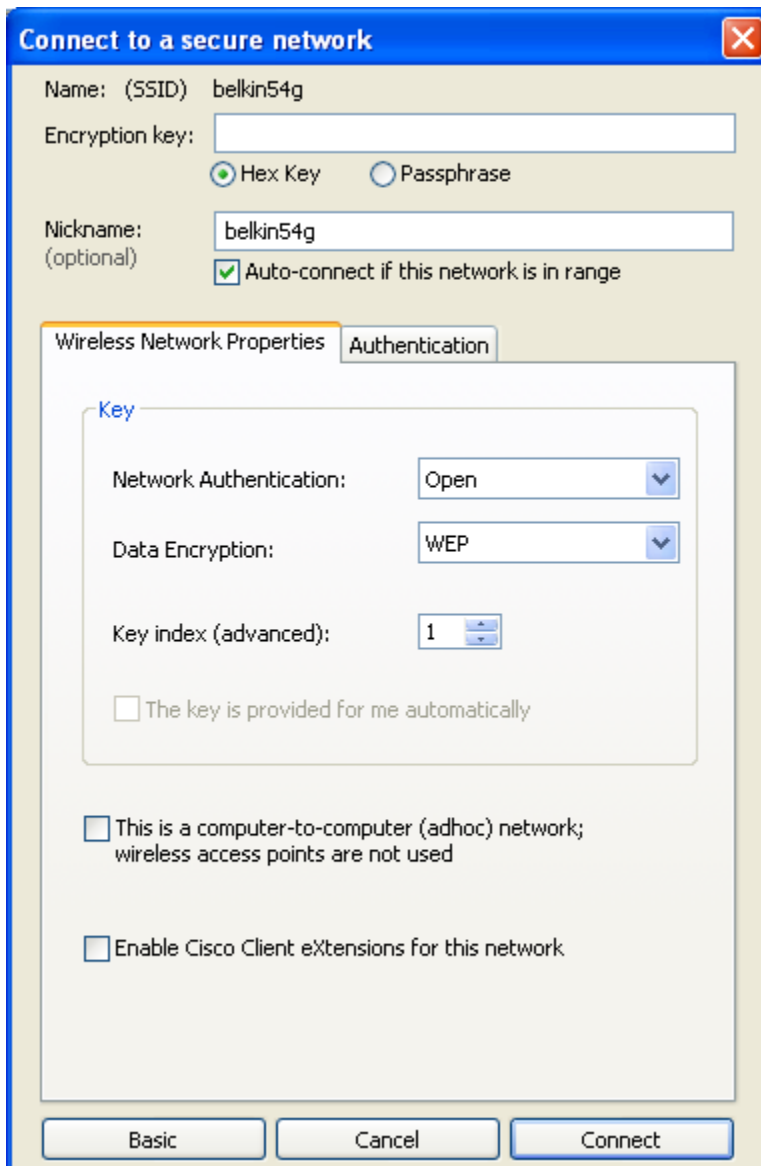 Connect to a secure network
Name: (SSID) belkin54g
Encryption key:
Hex Key Passphrase
Nickname: belkin54g
(optional)
Auto-connect if this network is in range
Wireless Network Properties Authentication
Key
Network Authentication: Open
Data Encryption: WEP
Key index (advanced): 1
The key is provided for me automatically
This is a computer-to-computer (adhoc) network;
wireless access points are not used
Enable Cisco Client eXtensions for this network
Basic Cancel Connect